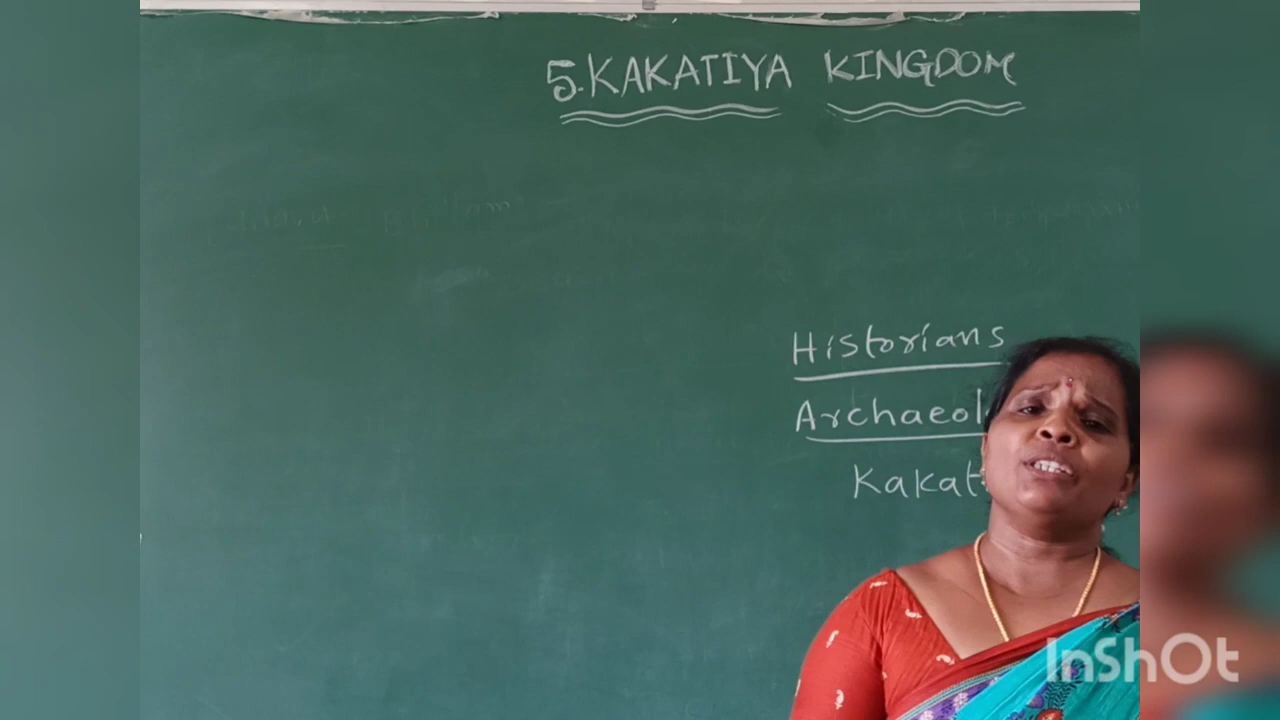 5. KAKATIYA KINGDOM
Historians
Archaeol
Kakat
InShOt